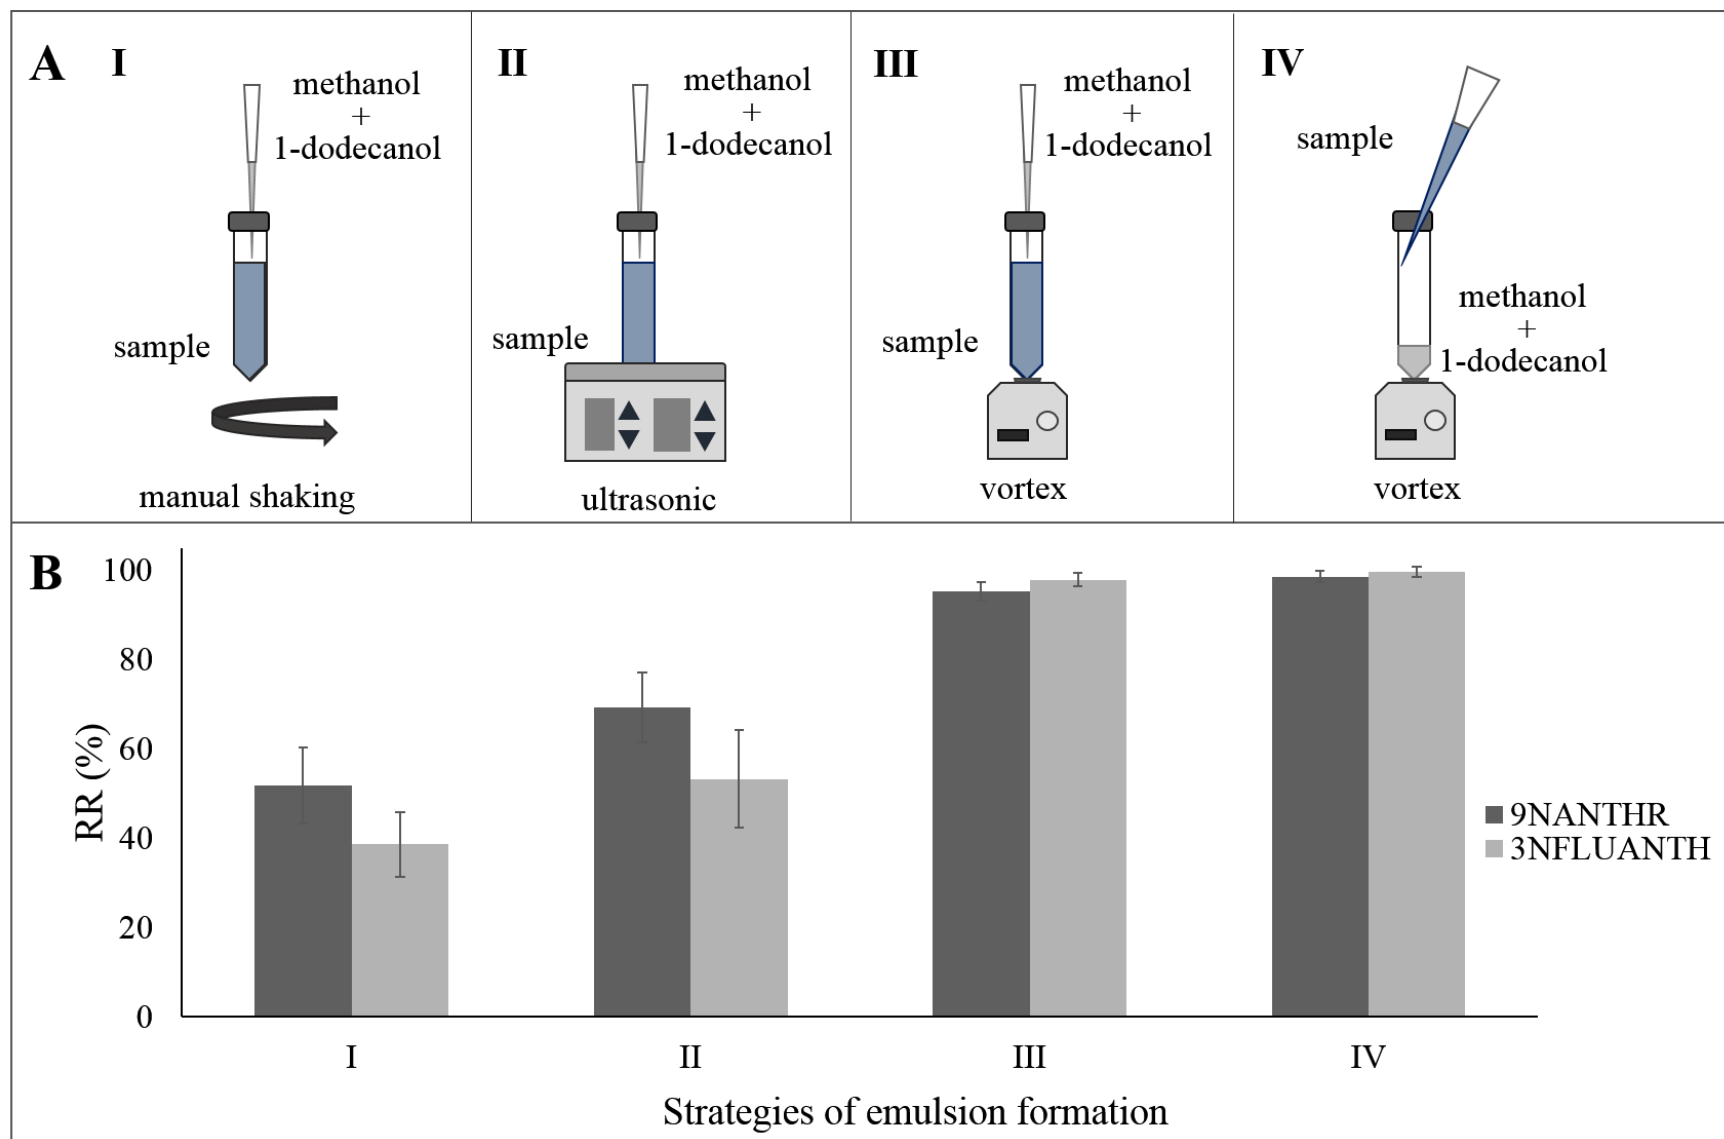 A
I
methanol
+
1-dodecanol
sample
manual shaking
II
methanol
+
1-dodecanol
sample
ultrasonic
III
methanol
+
1-dodecanol
sample
vortex
IV
sample
methanol
+
1-dodecanol
vortex
B
RR (%)
100
80
60
40
20
0
I II III IV
Strategies of emulsion formation
9NANTHR
3NFLUANTH